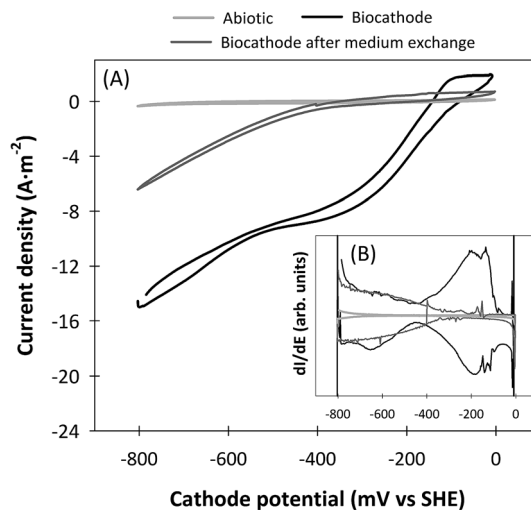 Abiotic
Biocathode
Biocathode after medium exchange
(A)
Current density (A·m⁻²)
0
-4
-8
-12
-16
-20
-24
-800
-600
-400
-200
0
Cathode potential (mV vs SHE)
(B)
dI/dE (arb. units)
-800
-600
-400
-200
0